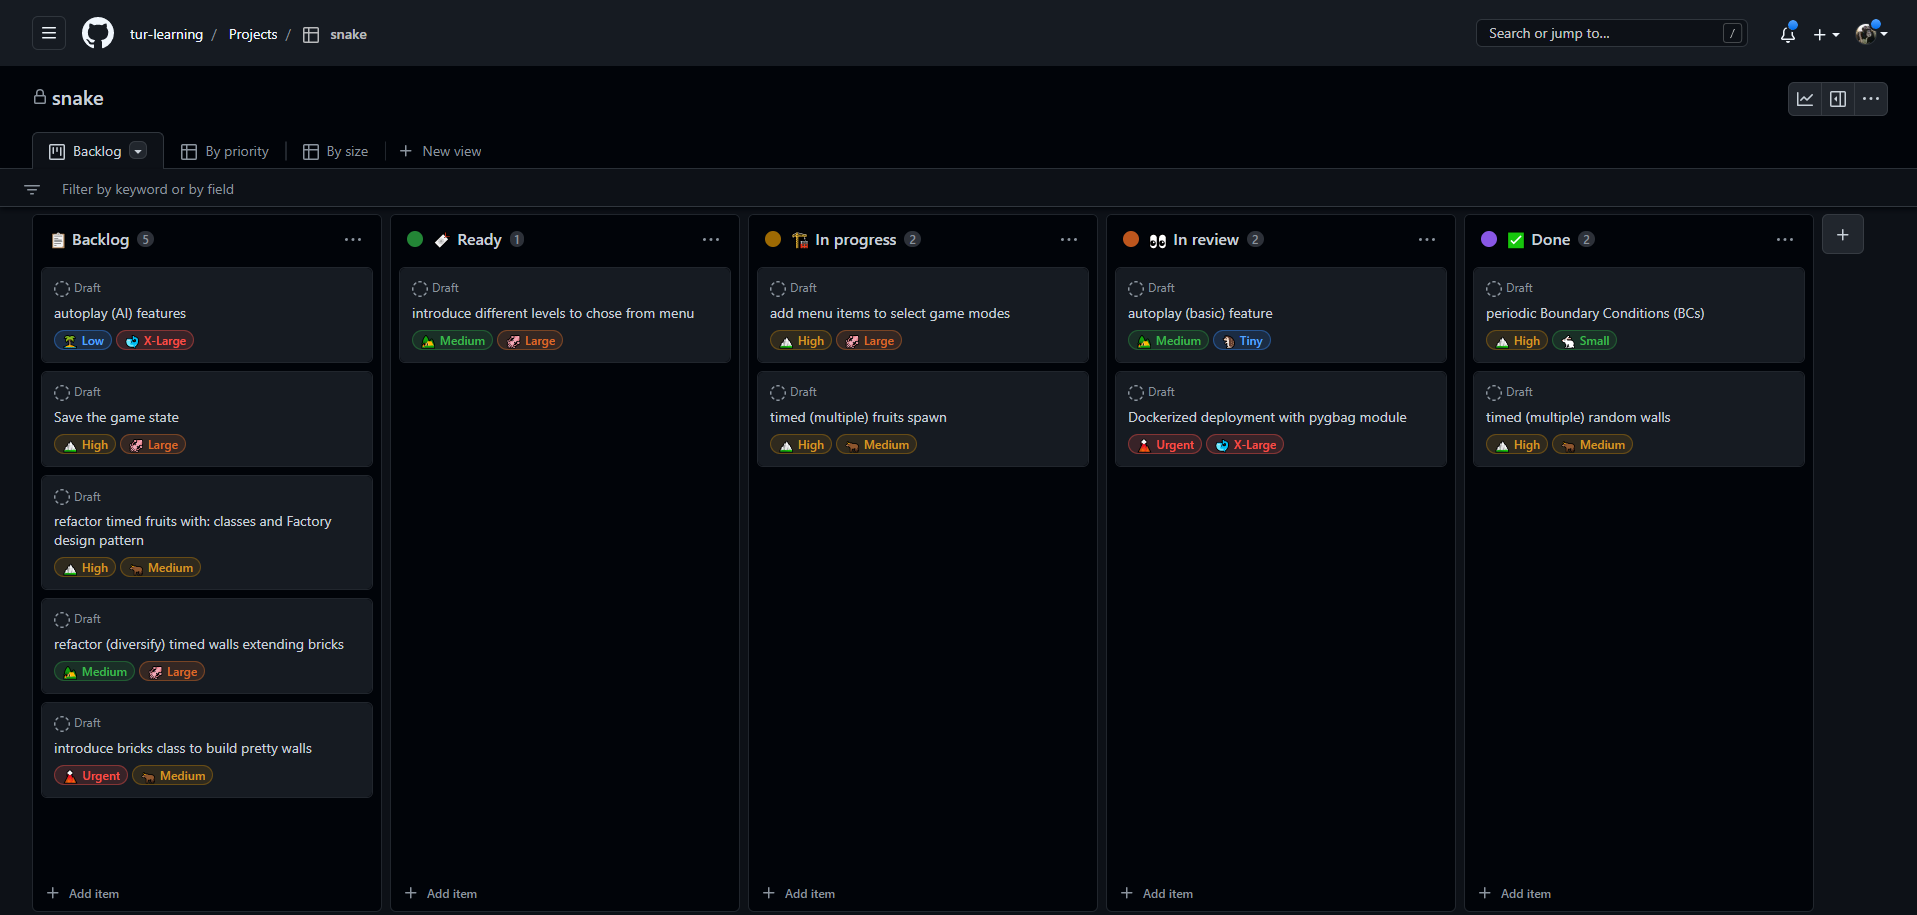 tur-learning / Projects / snake
Search or jump to...
/
snake
Backlog
By priority
By size
New view
Filter by keyword or by field
Backlog 5
Draft
autoplay (AI) features
Low X-Large
Draft
Save the game state
High Large
Draft
refactor timed fruits with: classes and Factory
design pattern
High Medium
Draft
refactor (diversify) timed walls extending bricks
Medium Large
Draft
introduce bricks class to build pretty walls
Urgent Medium
Add item
Ready 1
Draft
introduce different levels to chose from menu
Medium Large
Add item
In progress 2
Draft
add menu items to select game modes
High Large
Draft
timed (multiple) fruits spawn
High Medium
Add item
In review 2
Draft
autoplay (basic) feature
Medium Tiny
Draft
Dockerized deployment with pygbag module
Urgent X-Large
Add item
Done 2
Draft
periodic Boundary Conditions (BCs)
High Small
Draft
timed (multiple) random walls
High Medium
Add item